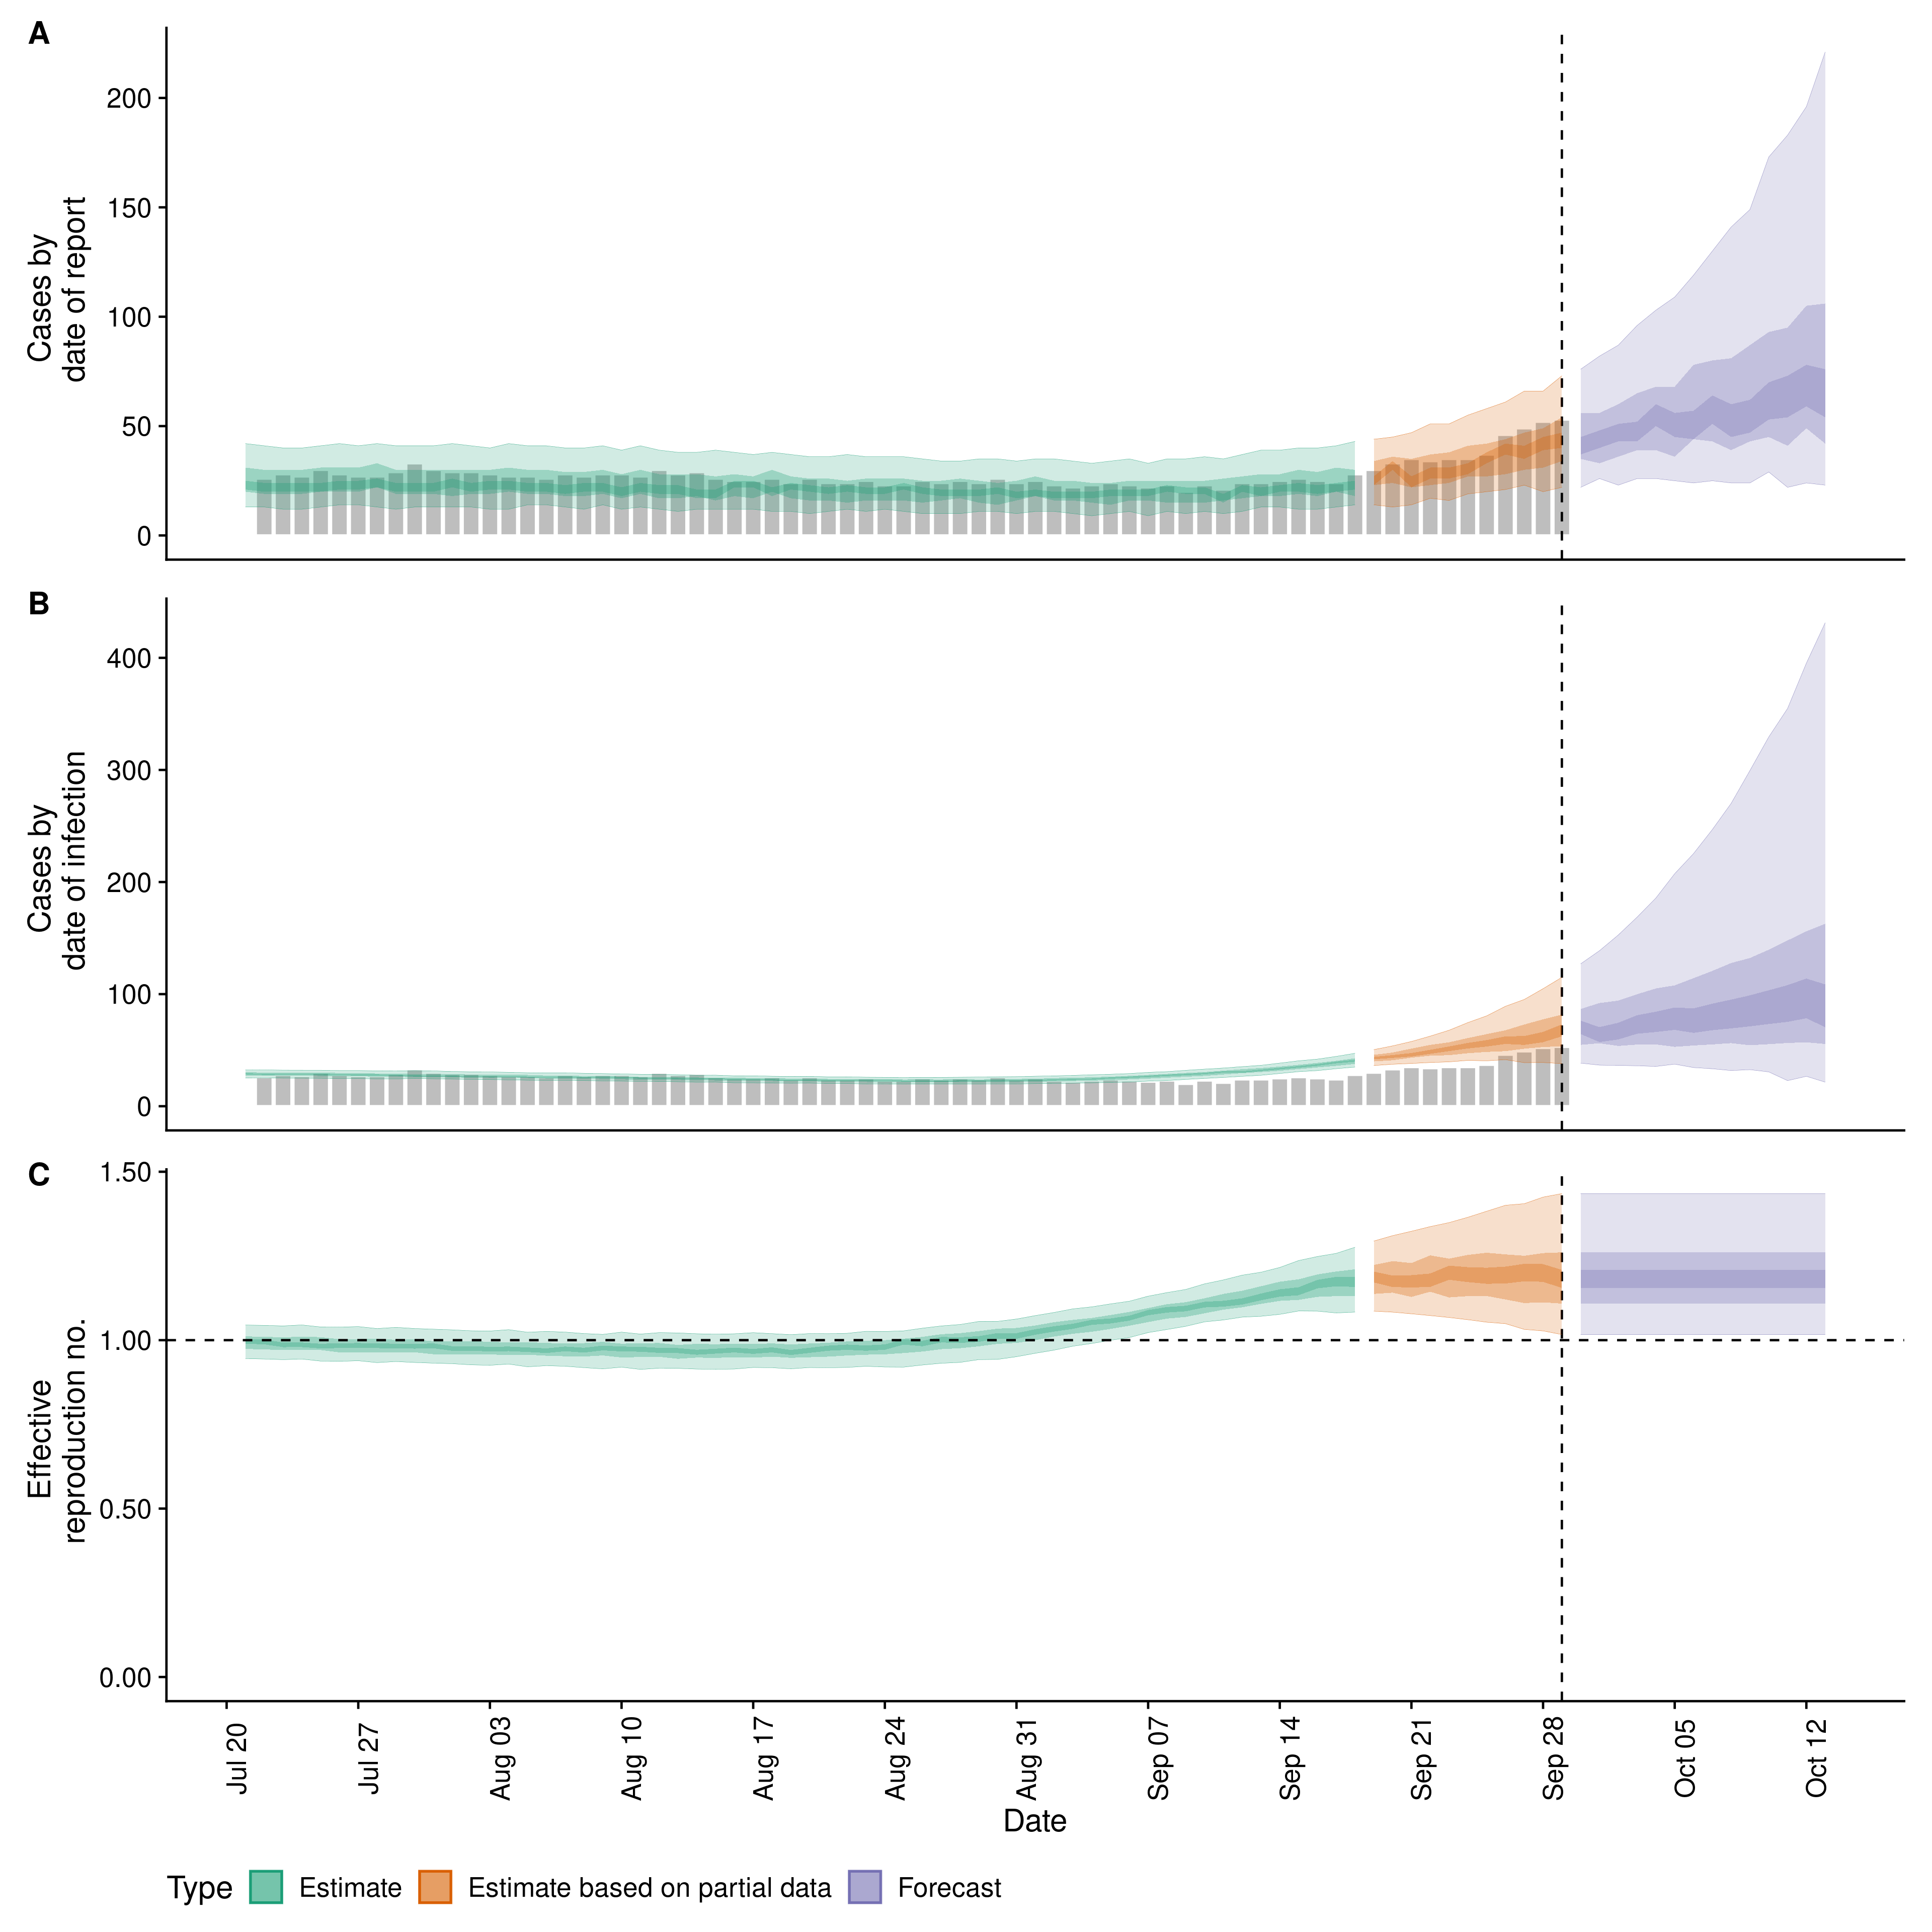 A
Cases by
date of report
200
150
100
50
0
B
Cases by
date of infection
400
300
200
100
0
C
Effective
reproduction no.
1.50
1.00
0.50
0.00
Jul 20
Jul 27
Aug 03
Aug 10
Aug 17
Aug 24
Aug 31
Sep 07
Sep 14
Sep 21
Sep 28
Oct 05
Oct 12
Date
Type Estimate Estimate based on partial data Forecast